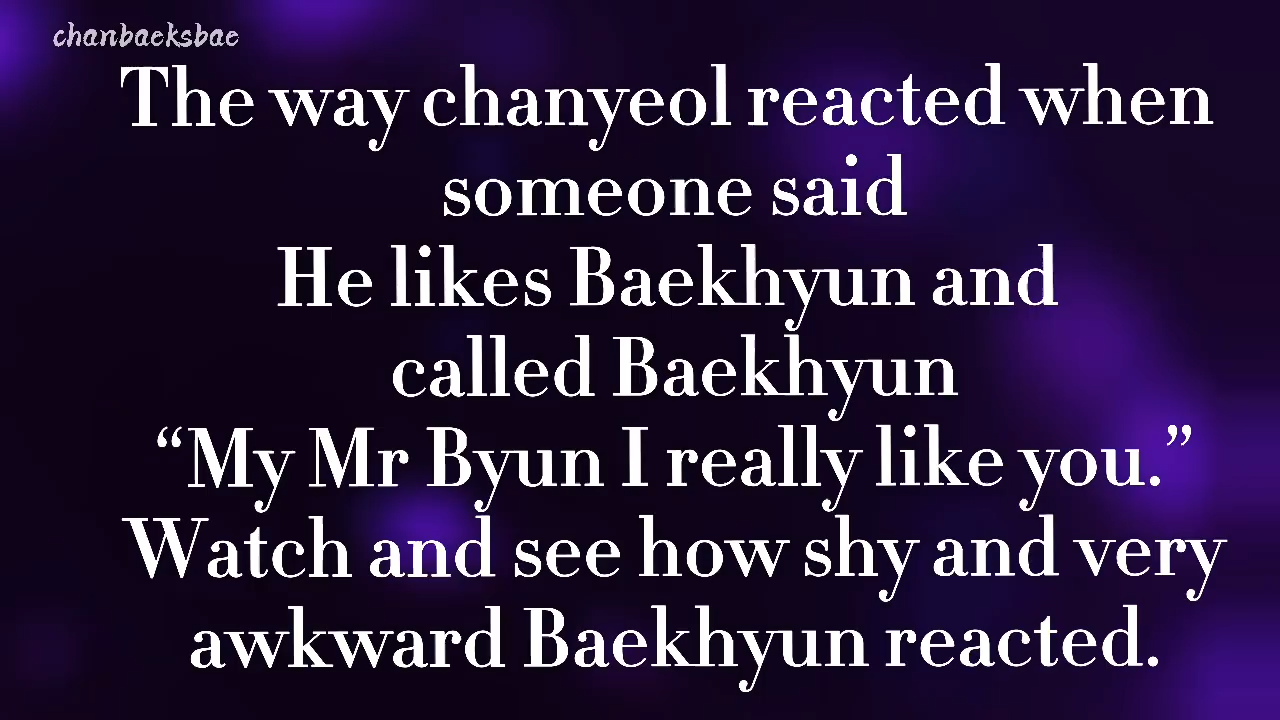 chanbaeksbae
The way chanyeol reacted when
someone said
He likes Baekhyun and
called Baekhyun
“My Mr Byun I really like you.”
Watch and see how shy and very
awkward Baekhyun reacted.